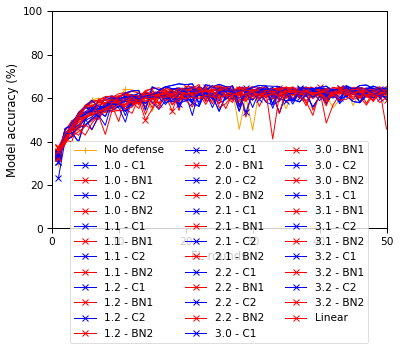 100
80
60
40
20
0
Model accuracy (%)
0
50
No defense
1.0 - C1
1.0 - BN1
1.0 - C2
1.0 - BN2
1.1 - C1
1.1 - BN1
1.1 - C2
1.1 - BN2
1.2 - C1
1.2 - BN1
1.2 - C2
1.2 - BN2
2.0 - C1
2.0 - BN1
2.0 - C2
2.0 - BN2
2.1 - C1
2.1 - BN1
2.1 - C2
2.1 - BN2
2.2 - C1
2.2 - BN1
2.2 - C2
2.2 - BN2
3.0 - C1
3.0 - BN1
3.0 - C2
3.0 - BN2
3.1 - C1
3.1 - BN1
3.1 - C2
3.1 - BN2
3.2 - C1
3.2 - BN1
3.2 - C2
3.2 - BN2
Linear